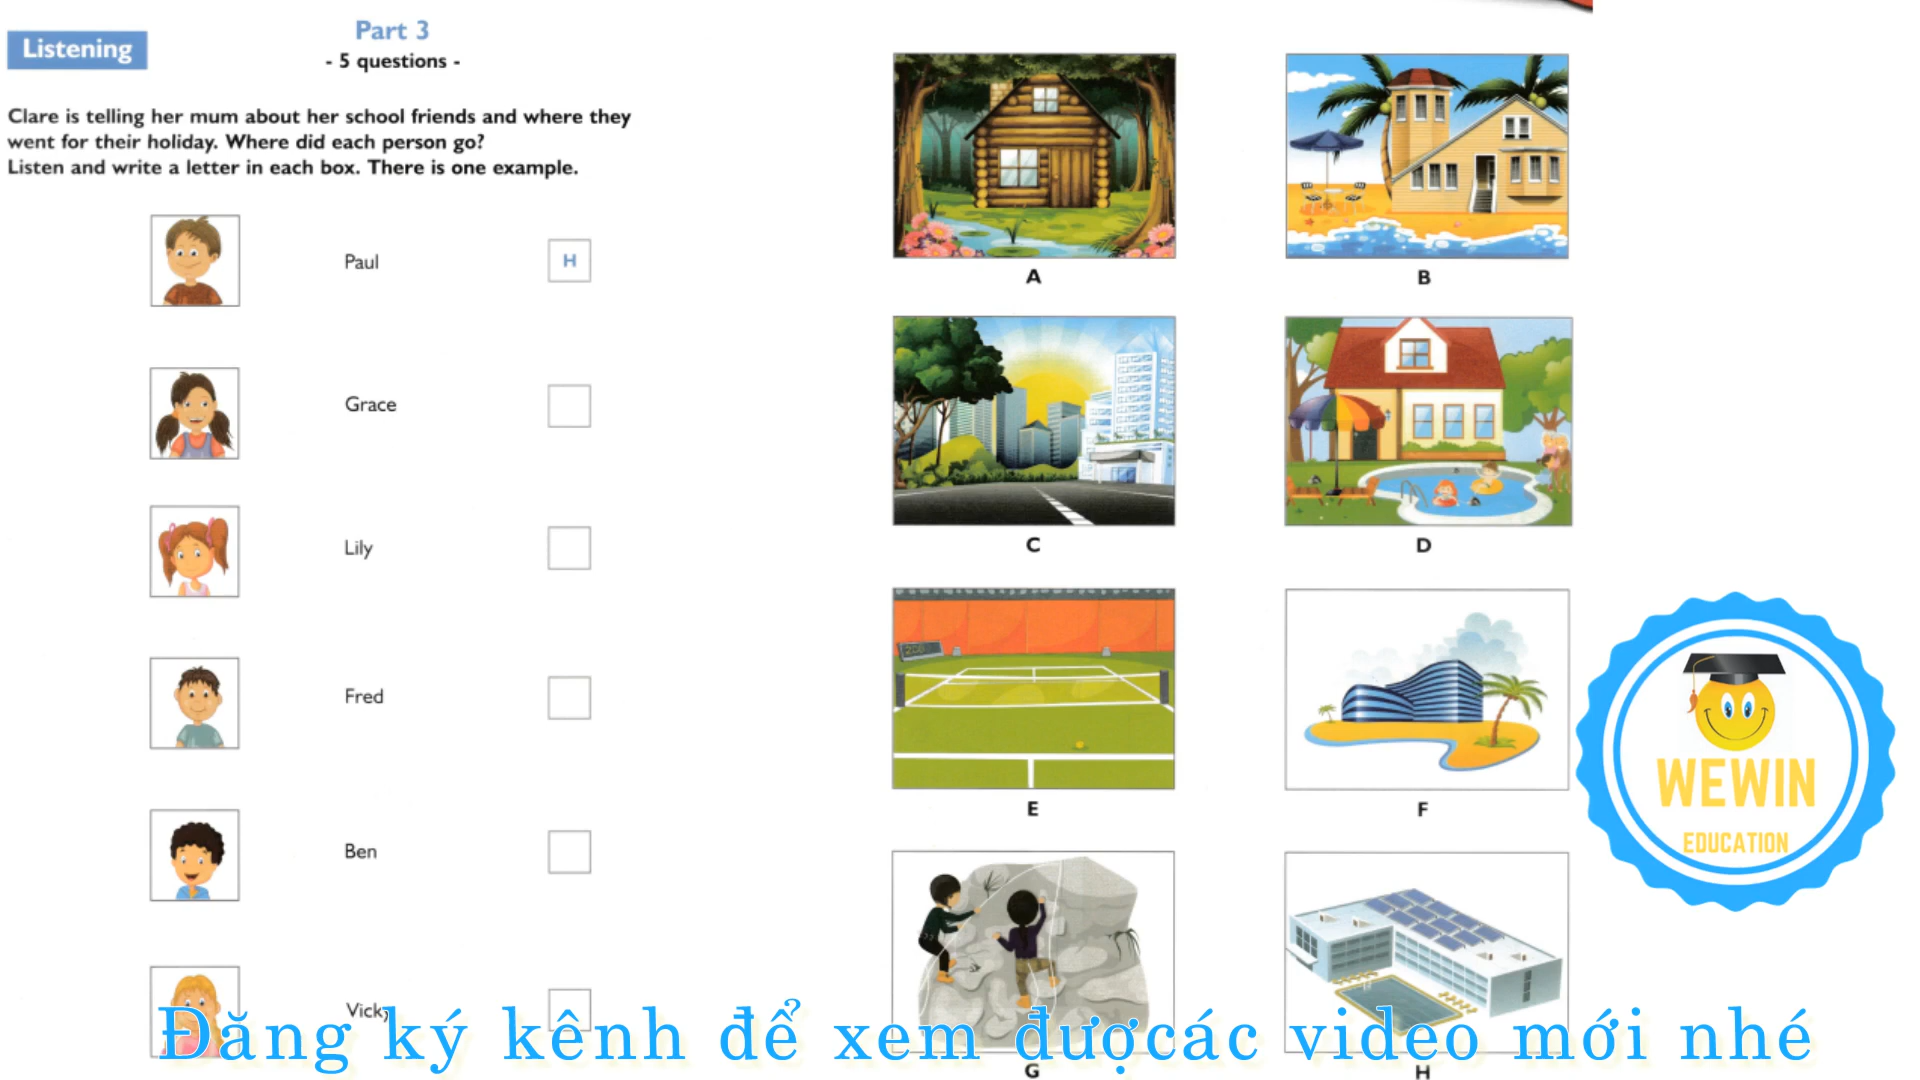 Listening
Part 3
- 5 questions -
Clare is telling her mum about her school friends and where they
went for their holiday. Where did each person go?
Listen and write a letter in each box. There is one example.
Paul
H
Grace
Lily
Fred
Ben
Vicky
A
B
C
D
E
F
G
H
WEWIN
EDUCATION
Đăng ký kênh để xem đượccác video mới nhé